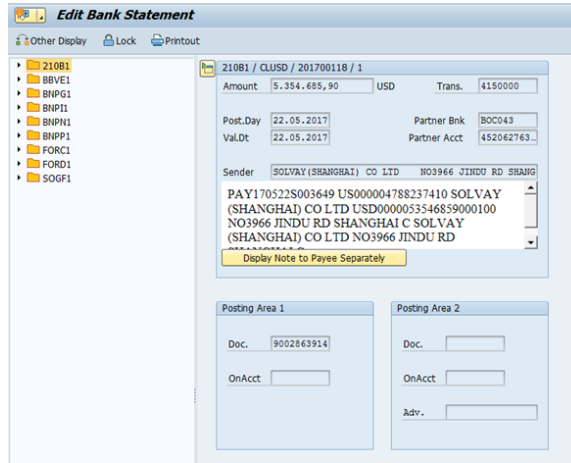 Edit Bank Statement
Other Display Lock Printout
210B1
BBVE1
BNPG1
BNPI1
BNPN1
BNPP1
FORC1
FORD1
SOGF1
210B1 / CLUSD / 201700118 / 1
Amount 5.354.685,90 USD Trans. 4150000
Post.Day 22.05.2017 Partner Bnk BOC043
Val.Dt 22.05.2017 Partner Acct 452062763..
Sender SOLVAY(SHANGHAI) CO LTD NO3966 JINDU RD SHANG
PAY170522S003649 US000004788237410 SOLVAY
(SHANGHAI) CO LTD USD0000053546859000100
NO3966 JINDU RD SHANGHAI C SOLVAY
(SHANGHAI) CO LTD NO3966 JINDU RD
Display Note to Payee Separately
Posting Area 1
Doc. 9002863914
OnAcct
Posting Area 2
Doc.
OnAcct
Adv.